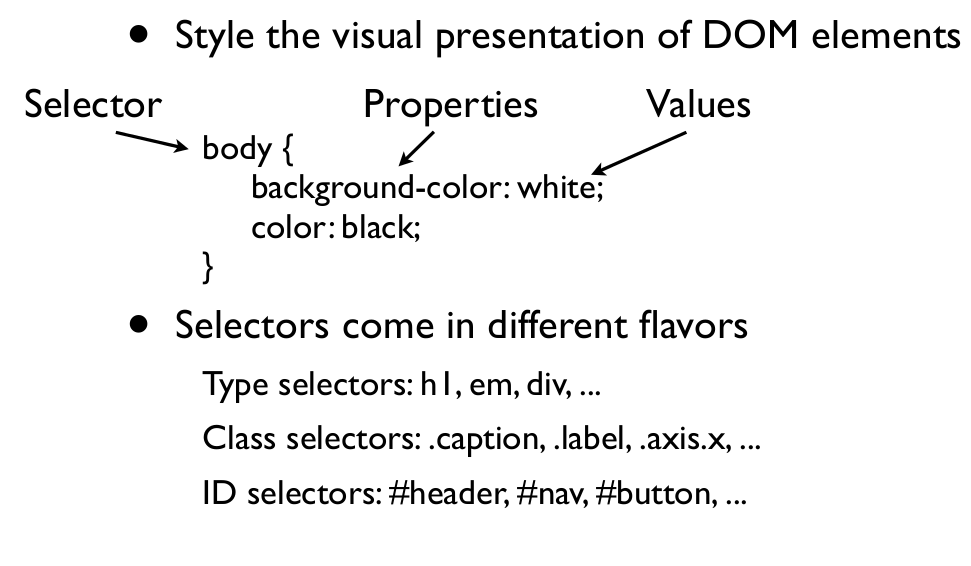 • Style the visual presentation of DOM elements
Selector Properties Values
body {
background-color: white;
color: black;
}
• Selectors come in different flavors
Type selectors: h1, em, div, ...
Class selectors: .caption, .label, .axis.x, ...
ID selectors: #header, #nav, #button, ...